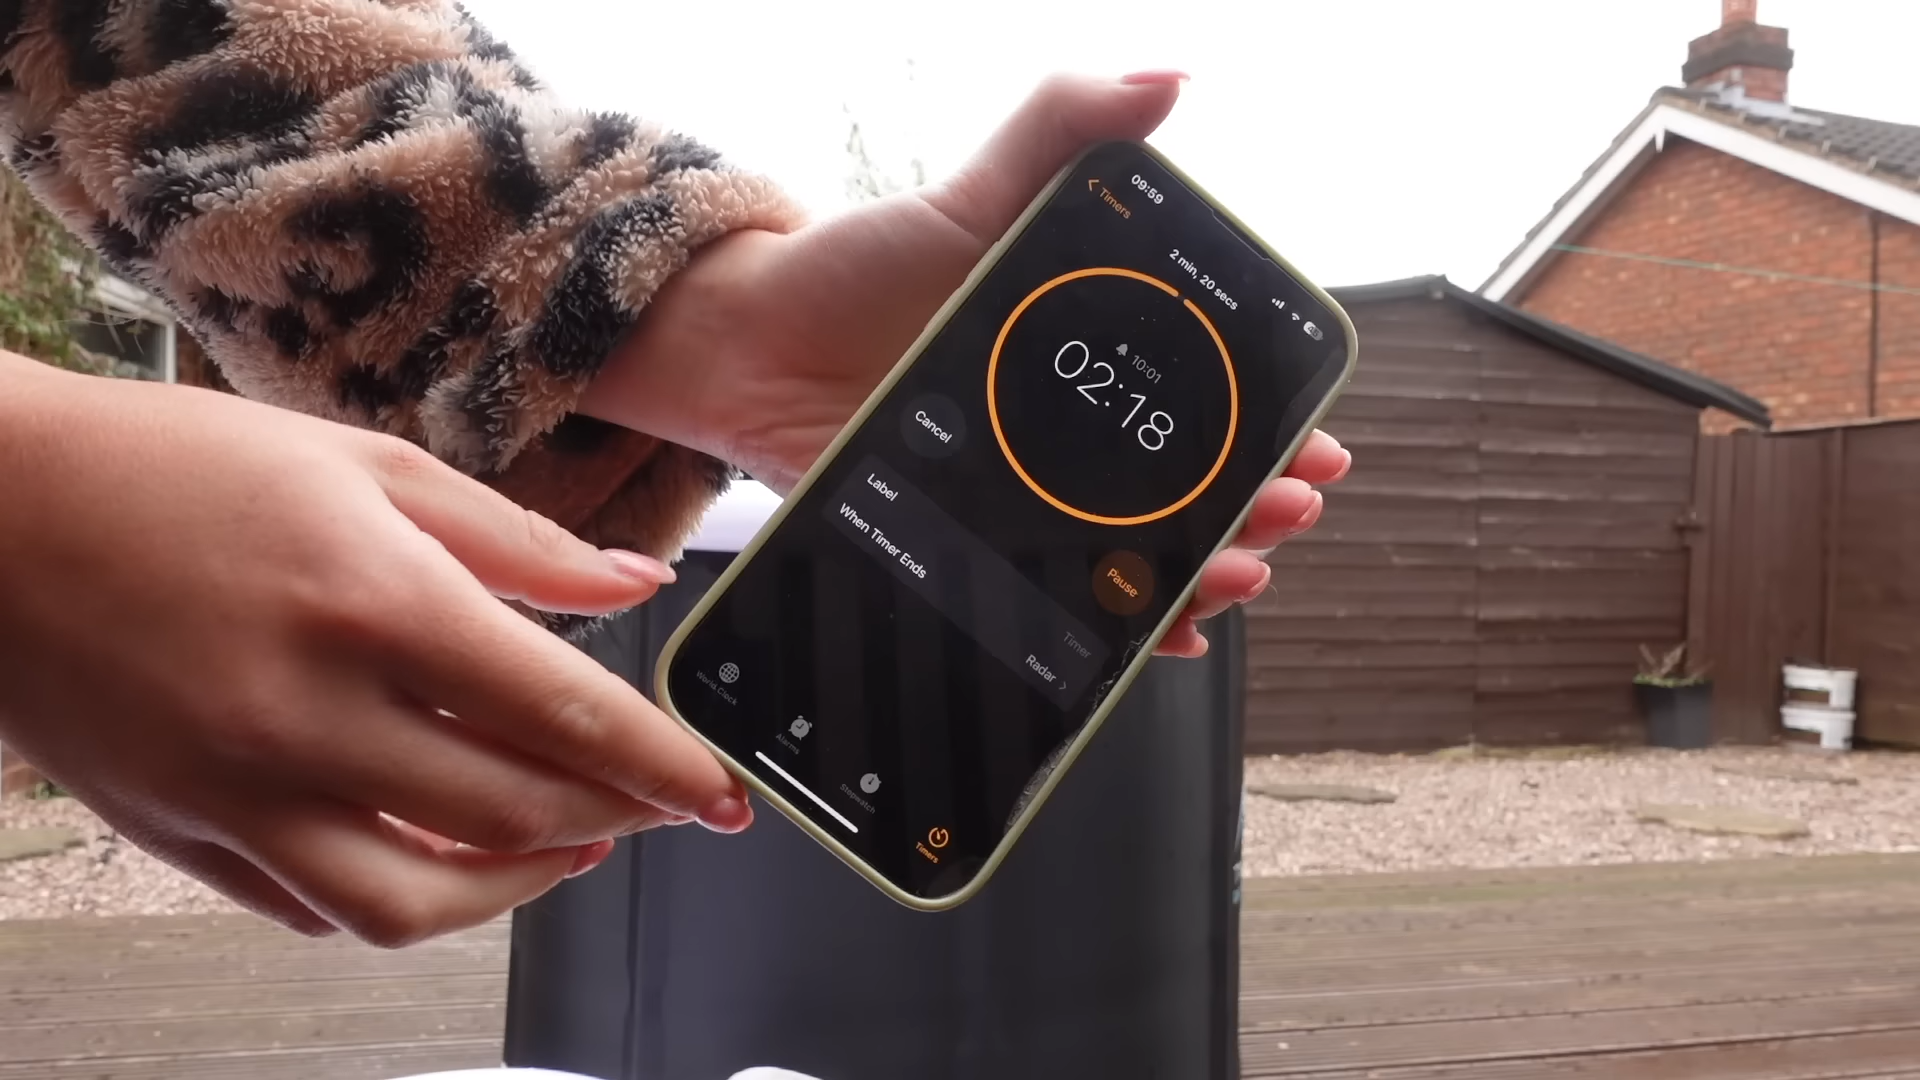 09:59
Timers
2 min, 20 secs
10:01
02:18
Cancel
Pause
Label
Timer
When Timer Ends
Radar
World Clock
Alarms
Stopwatch
Timers